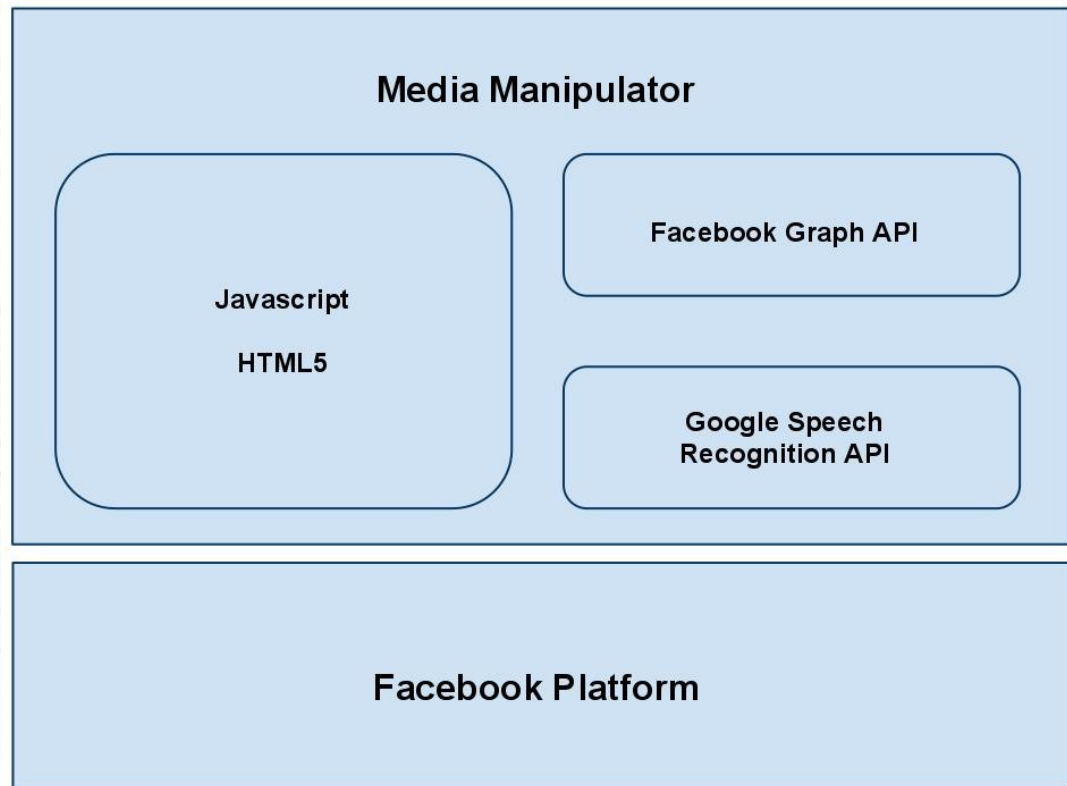 Media Manipulator
Javascript
HTML5
Facebook Graph API
Google Speech
Recognition API
Facebook Platform